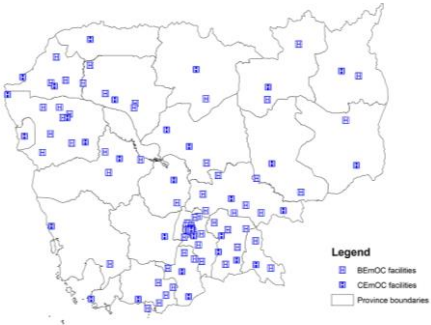 Legend
BEmOC facilities
CEmOC facilities
Province boundaries